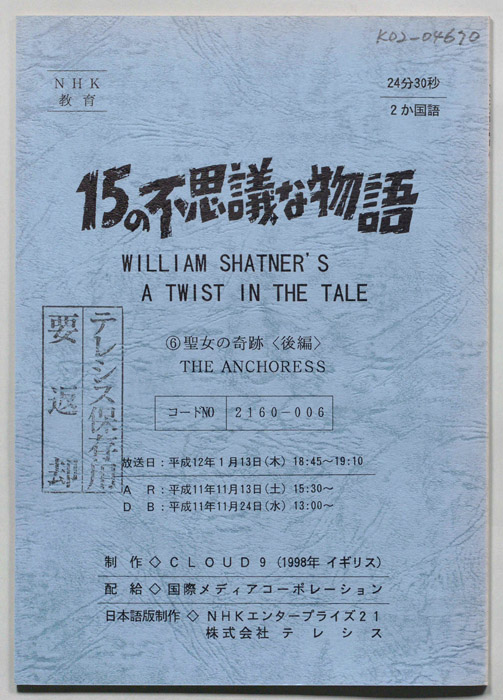 K02-04690
NHK
教育
24分30秒
2か国語
15の不思議な物語
WILLIAM SHATNER'S
A TWIST IN THE TALE
⑥聖女の奇跡〈後編〉
THE ANCHORESS
コードNO 2160-006
テレシス保存用
要返却
放送日:平成12年1月13日(木) 18:45~19:10
AR:平成11年11月13日(土) 15:30~
DB:平成11年11月24日(水) 13:00~
制作◇CLOUD9(1998年 イギリス)
配給◇国際メディアコーポレーション
日本語版制作◇NHKエンタープライズ21
株式会社テレシス